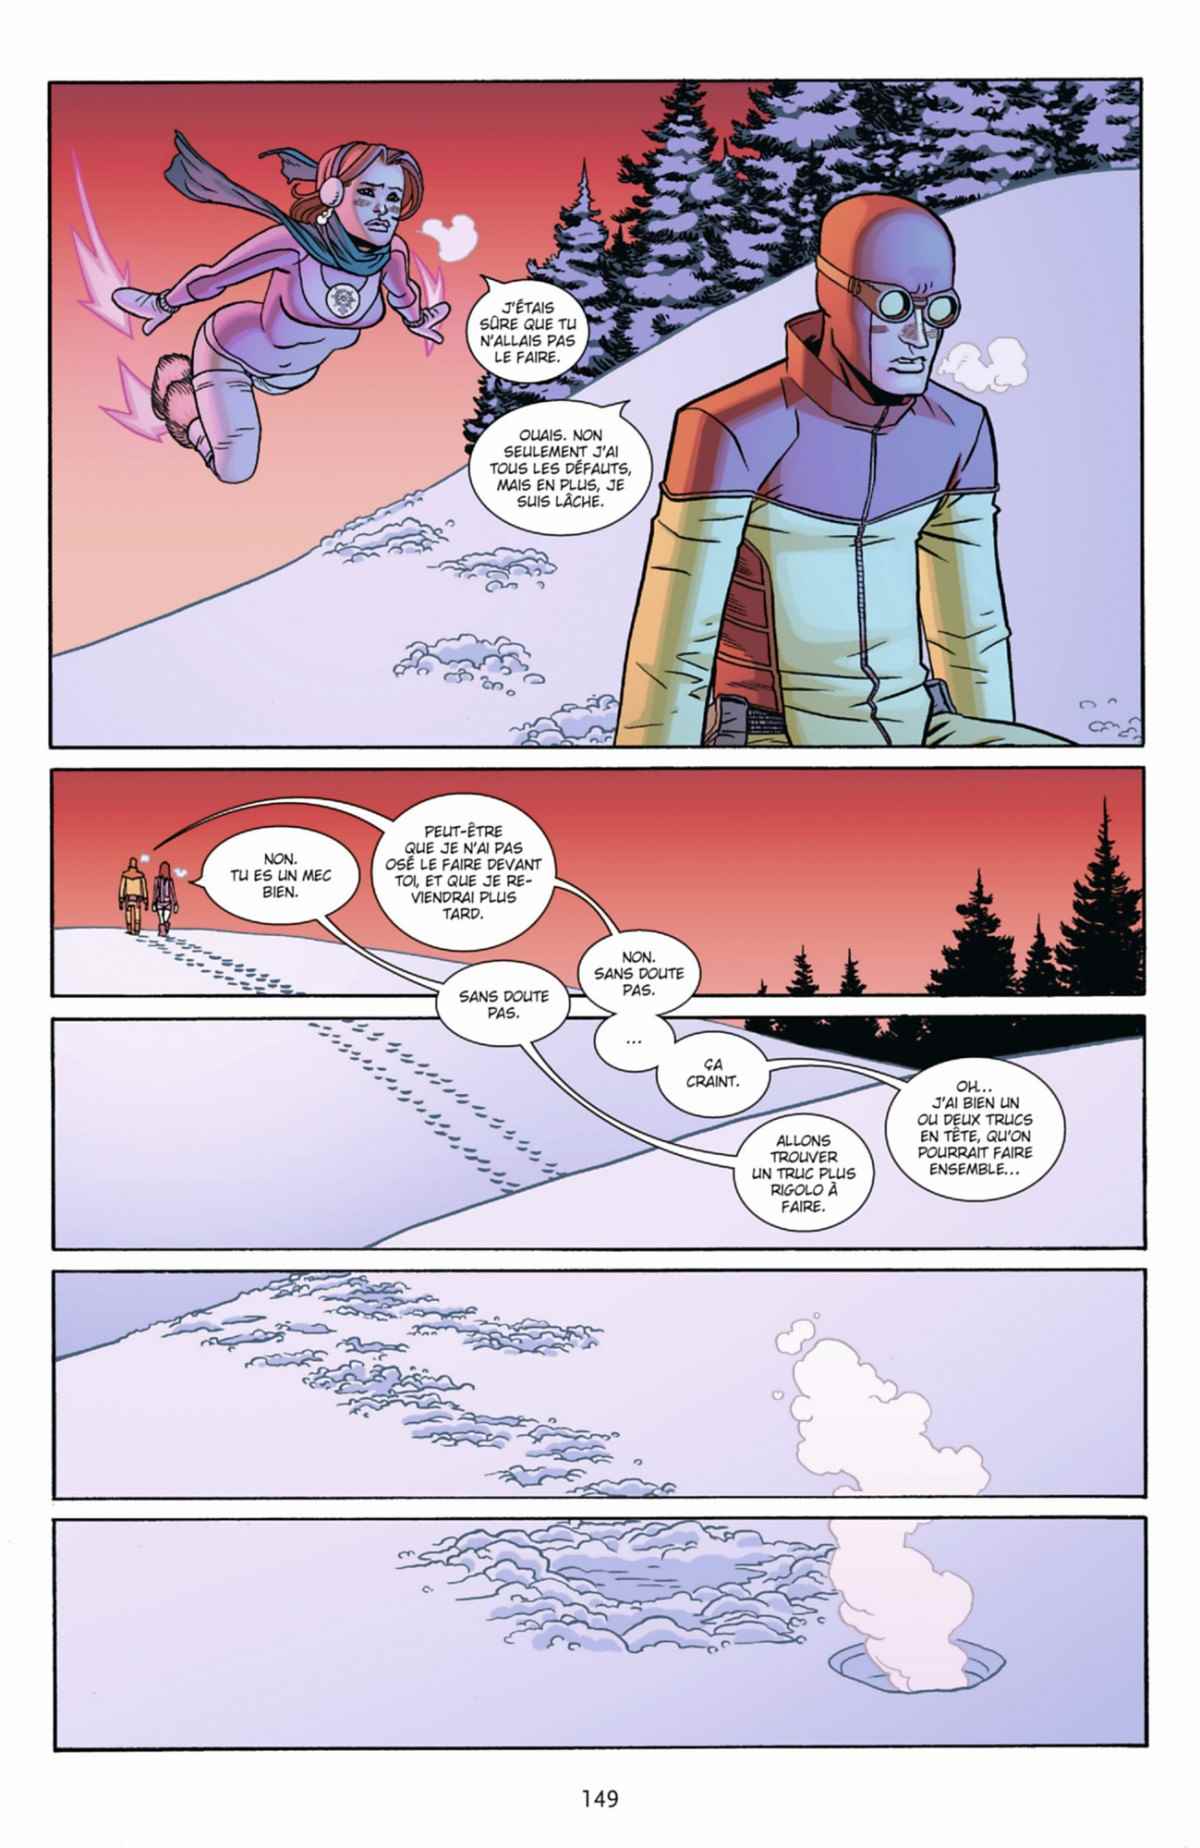 J'ÉTAIS
SÛRE QUE TU
N'ALLAIS PAS
LE FAIRE.
OUAIS. NON
SEULEMENT J'AI
TOUS LES DÉFAUTS,
MAIS EN PLUS, JE
SUIS LÂCHE.
PEUT-ÊTRE
QUE JE N'AI PAS
OSÉ LE FAIRE DEVANT
TOI, ET QUE JE RE-
VIENDRAI PLUS
TARD.
NON.
TU ES UN MEC
BIEN.
NON.
SANS DOUTE
PAS.
SANS DOUTE
PAS.
...
ÇA
CRAINT.
ALLONS
TROUVER
UN TRUC PLUS
RIGOLO À
FAIRE.
OH...
J'AI BIEN UN
OU DEUX TRUCS
EN TÊTE, QU'ON
POURRAIT FAIRE
ENSEMBLE...
149